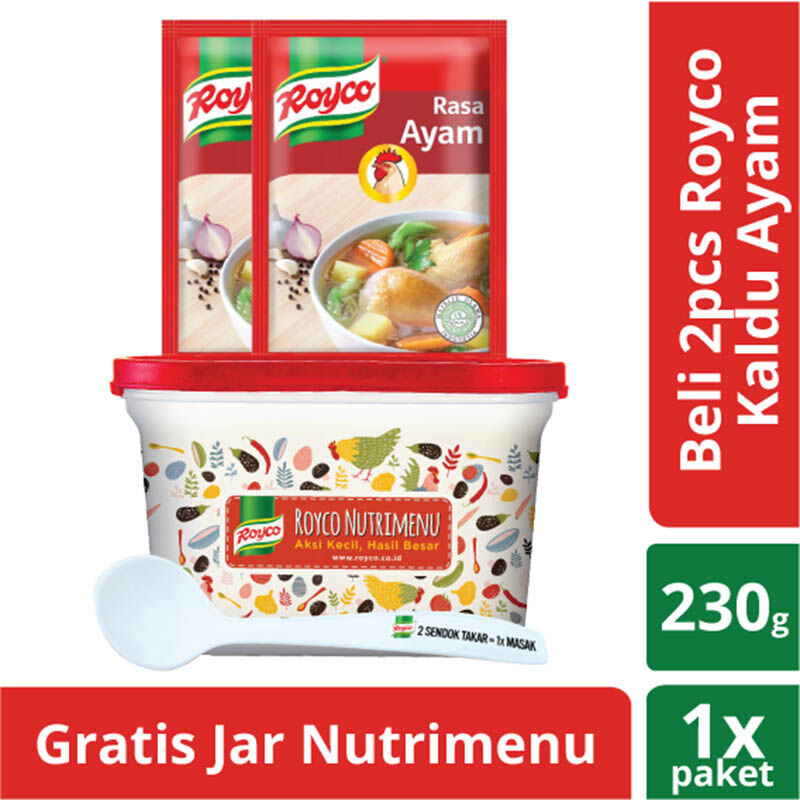 Royco
Royco
Rasa
Ayam
Beli 2pcs Royco
Kaldu Ayam
Royco
ROYCO NUTRIMENU
Aksi Kecil, Hasil Besar
www.royco.co.id
Royco
2 SENDOK TAKAR = 1x MASAK
230g
Gratis Jar Nutrimenu
1x
paket